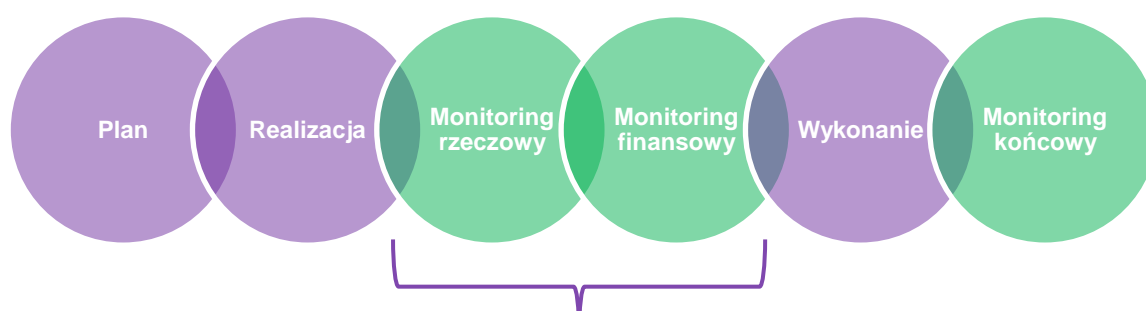 Plan
Realizacja
Monitoring
rzeczowy
Monitoring
finansowy
Wykonanie
Monitoring
końcowy